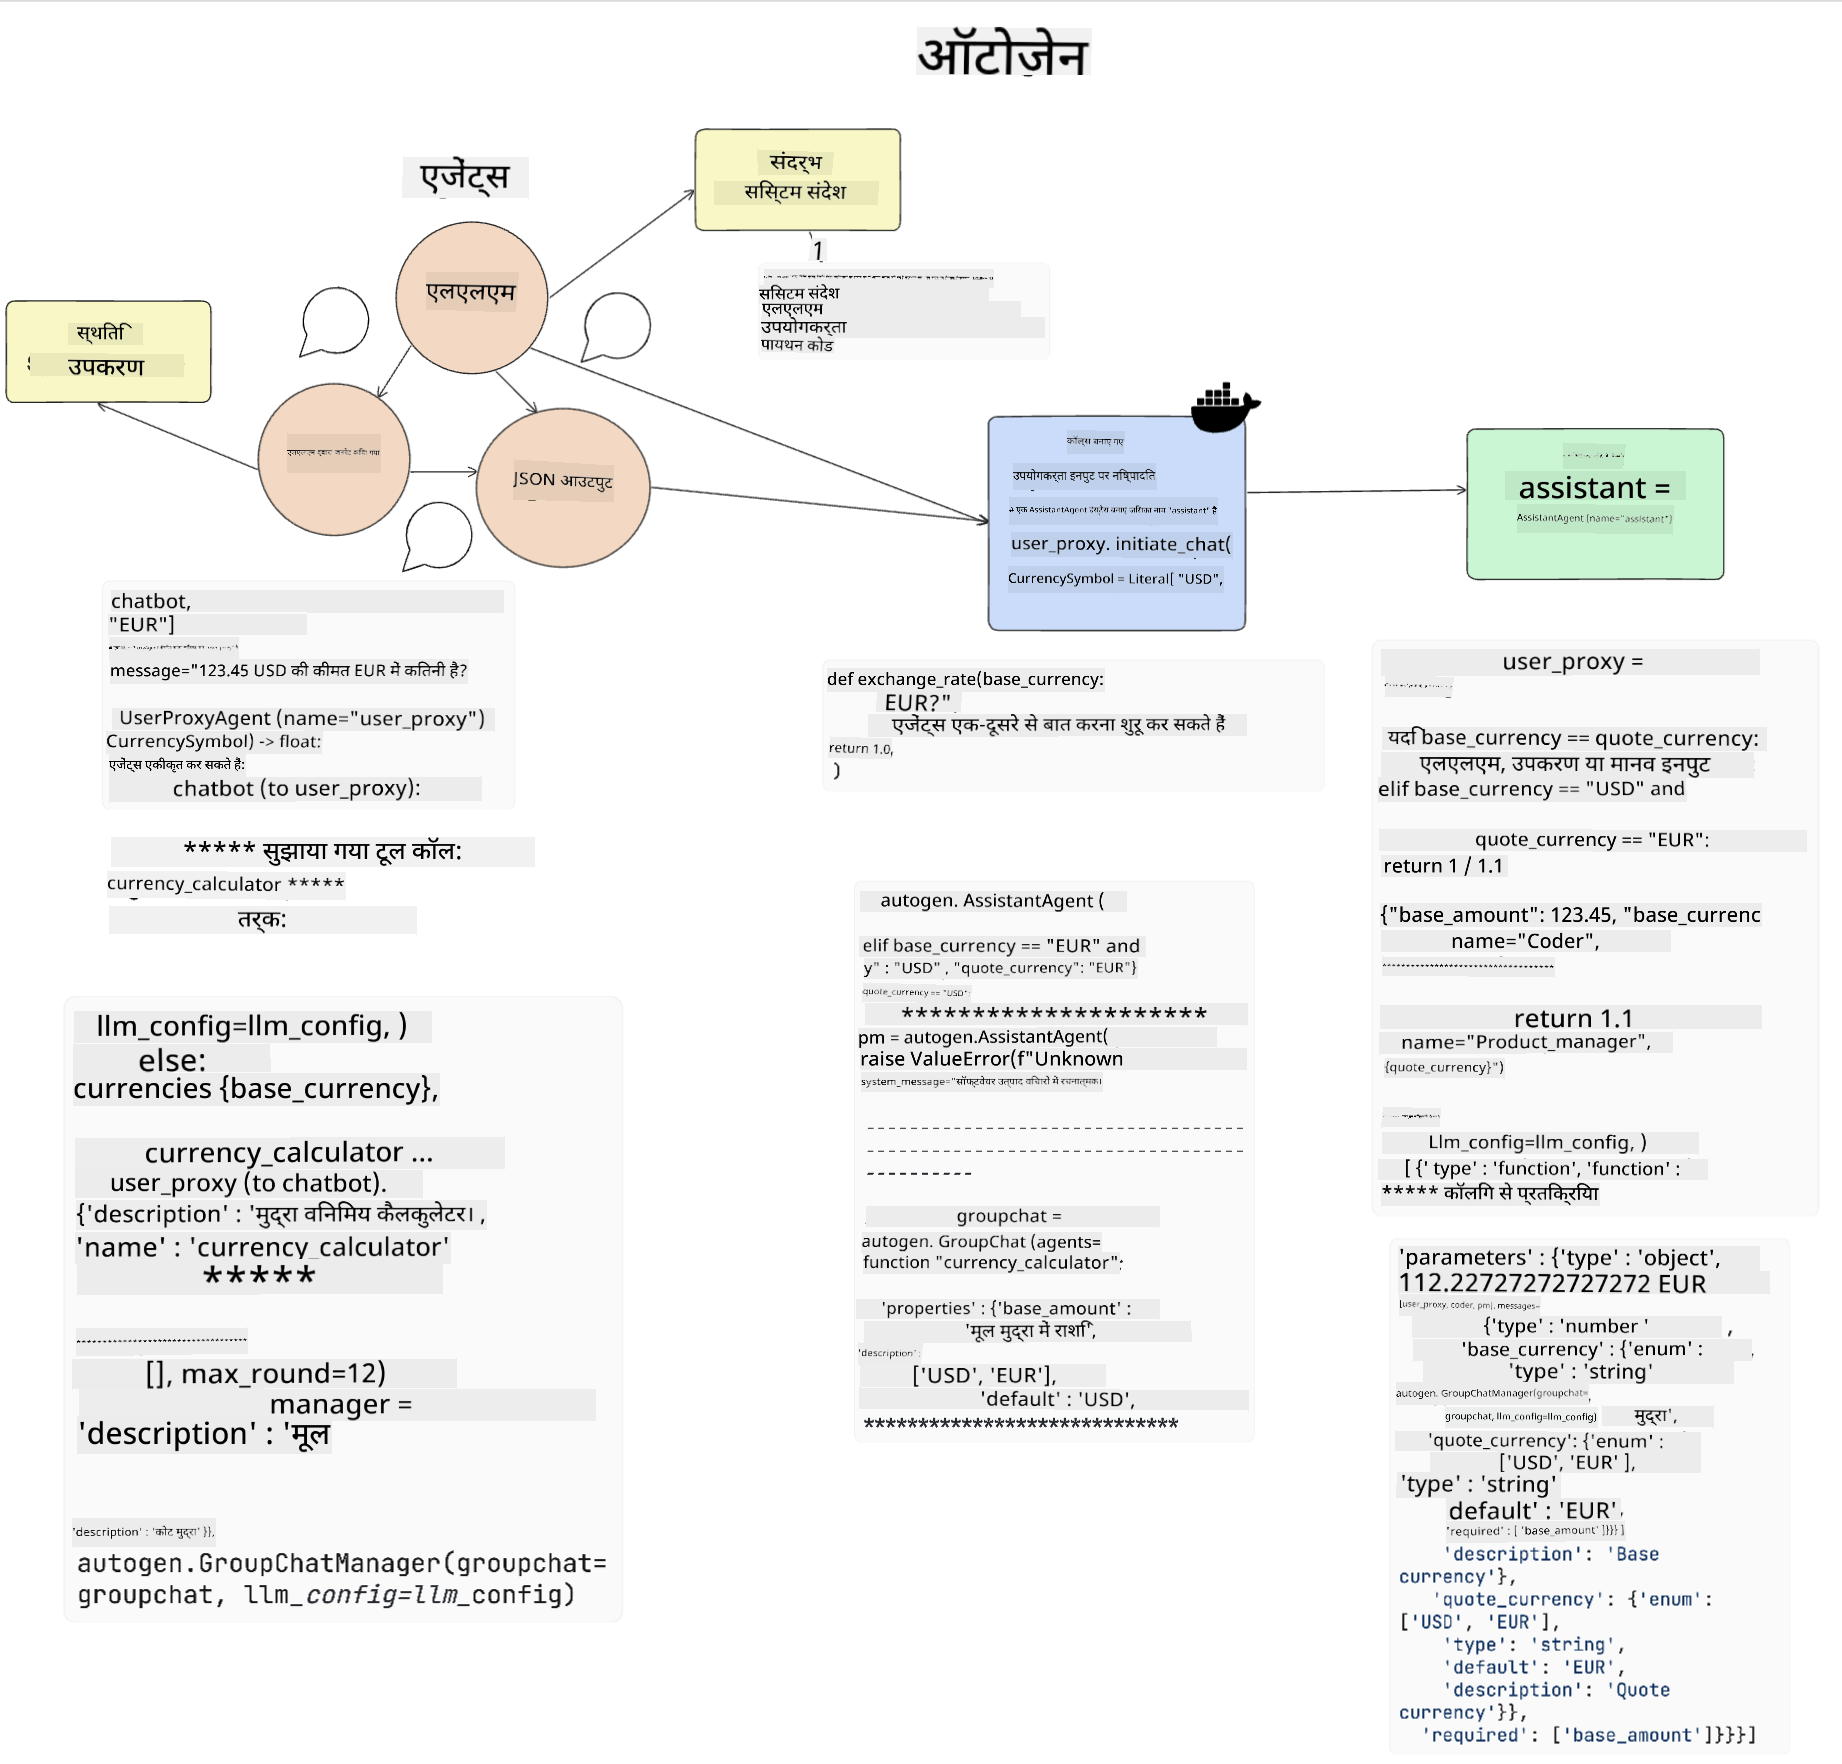 ऑटोजेन
एजेंट्स
संदर्भ
सिस्टम संदेश
1
सिस्टम संदेश
एलएलएम
उपयोगकर्ता
पायथन कोड
एलएलएम
स्थिति
उपकरण
एलएलएम द्वारा जनरेट किया गया
JSON आउटपुट
कॉल्स बनाए गए
उपयोगकर्ता इनपुट पर निष्पादित
# एक AssistantAgent इंस्टेंस बनाएं जिसका नाम 'assistant' है
user_proxy. initiate_chat(
CurrencySymbol = Literal[ "USD",
assistant =
AssistantAgent (name="assistant")
chatbot,
"EUR"]
message="123.45 USD की कीमत EUR में कितनी है?
UserProxyAgent (name="user_proxy")
CurrencySymbol) -> float:
एजेंट्स एकीकृत कर सकते हैं:
chatbot (to user_proxy):
***** सुझाया गया टूल कॉल:
currency_calculator *****
तर्क:
def exchange_rate(base_currency:
EUR?"
एजेंट्स एक-दूसरे से बात करना शुरू कर सकते हैं
return 1.0,
)
user_proxy =
यदि base_currency == quote_currency:
एलएलएम, उपकरण या मानव इनपुट
elif base_currency == "USD" and
quote_currency == "EUR":
return 1 / 1.1
{"base_amount": 123.45, "base_currenc
name="Coder",
return 1.1
name="Product_manager",
{quote_currency}")
Llm_config=llm_config, )
[ {' type' : 'function', 'function' :
***** कॉलिंग से प्रतिक्रिया
autogen. AssistantAgent (
elif base_currency == "EUR" and
y" : "USD" , "quote_currency": "EUR"}
quote_currency == "USD":
*********************
pm = autogen.AssistantAgent(
raise ValueError(f"Unknown
system_message="सॉफ्टवेयर उत्पाद विचारों में रचनात्मक।
-----------------------------------
-----------------------------------
----------
groupchat =
autogen. GroupChat (agents=
function "currency_calculator":
'properties' : {'base_amount' :
'मूल मुद्रा में राशि',
'description' :
['USD', 'EUR'],
'default' : 'USD',
*****************************
llm_config=llm_config, )
else:
currencies {base_currency},
currency_calculator ...
user_proxy (to chatbot).
{'description' : 'मुद्रा विनिमय कैलकुलेटर। ,
'name' : 'currency_calculator'
*****
[], max_round=12)
manager =
'description' : 'मूल
'description' : 'कोट मुद्रा' }},
autogen.GroupChatManager(groupchat=
groupchat, llm_config=llm_config)
'parameters' : {'type' : 'object',
112.22727272727272 EUR
[user_proxy, coder, pm], messages=
{'type' : 'number ' ,
'base_currency' : {'enum' :
'type' : 'string'
autogen. GroupChatManager(groupchat=
groupchat, llm_config=llm_config) मुद्रा',
'quote_currency': {'enum' :
['USD', 'EUR' ],
'type' : 'string'
default' : 'EUR',
'required' : [ 'base_amount' ]}}} ]
'description': 'Base
currency'},
'quote_currency': {'enum':
['USD', 'EUR'],
'type': 'string',
'default': 'EUR',
'description': 'Quote
currency'}},
'required': ['base_amount']}}}]